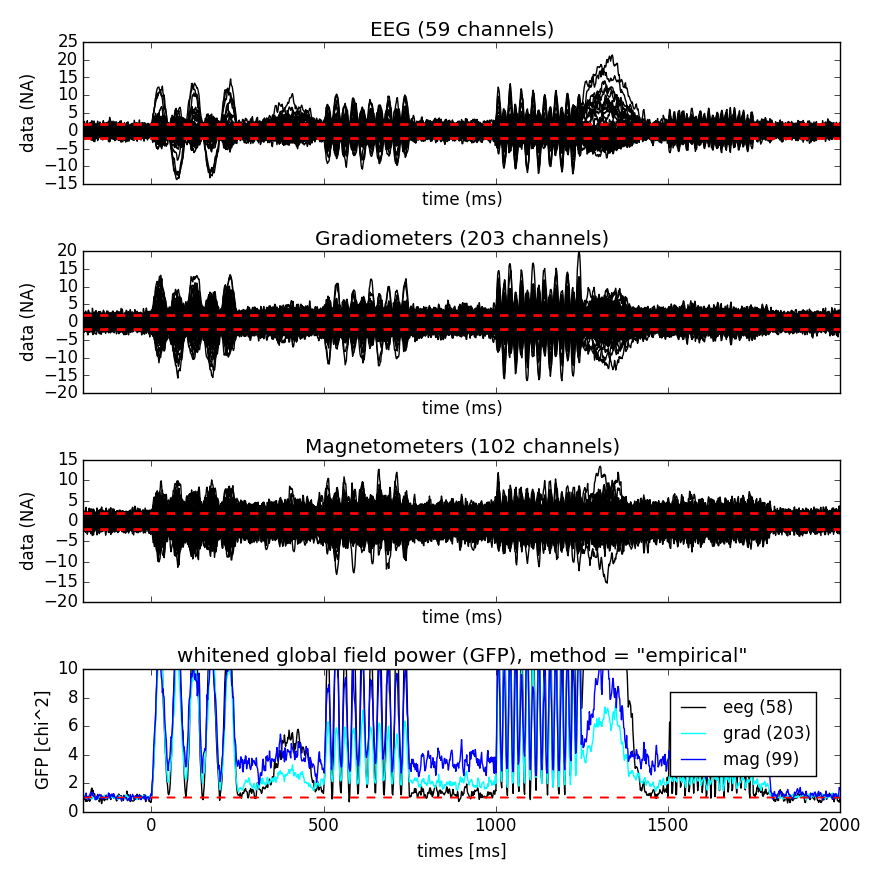 EEG (59 channels)
25
20
15
10
5
0
−5
−10
−15
data (NA)
time (ms)
Gradiometers (203 channels)
20
15
10
5
0
−5
−10
−15
−20
data (NA)
time (ms)
Magnetometers (102 channels)
15
10
5
0
−5
−10
−15
−20
data (NA)
time (ms)
whitened global field power (GFP), method = "empirical"
10
8
6
4
2
0
GFP [chi^2]
eeg (58)
grad (203)
mag (99)
0 500 1000 1500 2000
times [ms]